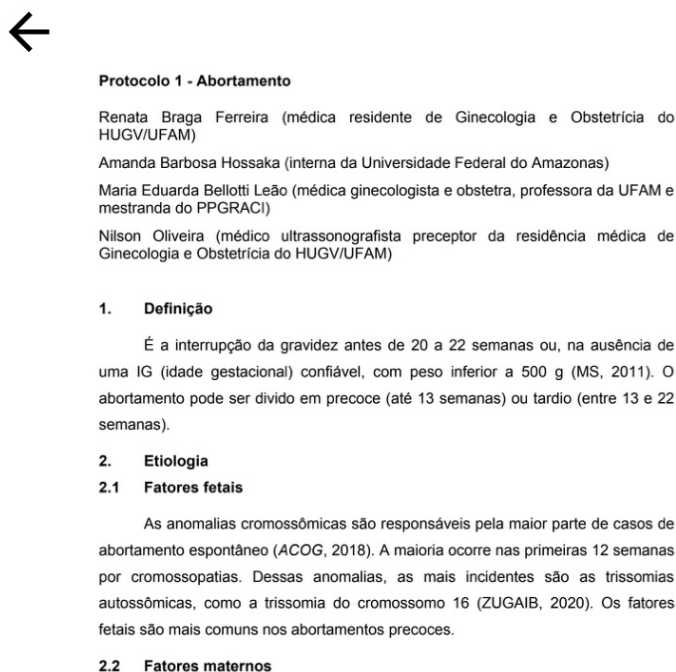 Protocolo 1 - Abortamento
Renata Braga Ferreira (médica residente de Ginecologia e Obstetrícia do
HUGV/UFAM)
Amanda Barbosa Hossaka (interna da Universidade Federal do Amazonas)
Maria Eduarda Bellotti Leão (médica ginecologista e obstetra, professora da UFAM e
mestranda do PPGRACI)
Nilson Oliveira (médico ultrassonografista preceptor da residência médica de
Ginecologia e Obstetrícia do HUGV/UFAM)
1. Definição
É a interrupção da gravidez antes de 20 a 22 semanas ou, na ausência de
uma IG (idade gestacional) confiável, com peso inferior a 500 g (MS, 2011). O
abortamento pode ser divido em precoce (até 13 semanas) ou tardio (entre 13 e 22
semanas).
2. Etiologia
2.1 Fatores fetais
As anomalias cromossômicas são responsáveis pela maior parte de casos de
abortamento espontâneo (ACOG, 2018). A maioria ocorre nas primeiras 12 semanas
por cromossopatias. Dessas anomalias, as mais incidentes são as trissomias
autossômicas, como a trissomia do cromossomo 16 (ZUGAIB, 2020). Os fatores
fetais são mais comuns nos abortamentos precoces.
2.2 Fatores maternos